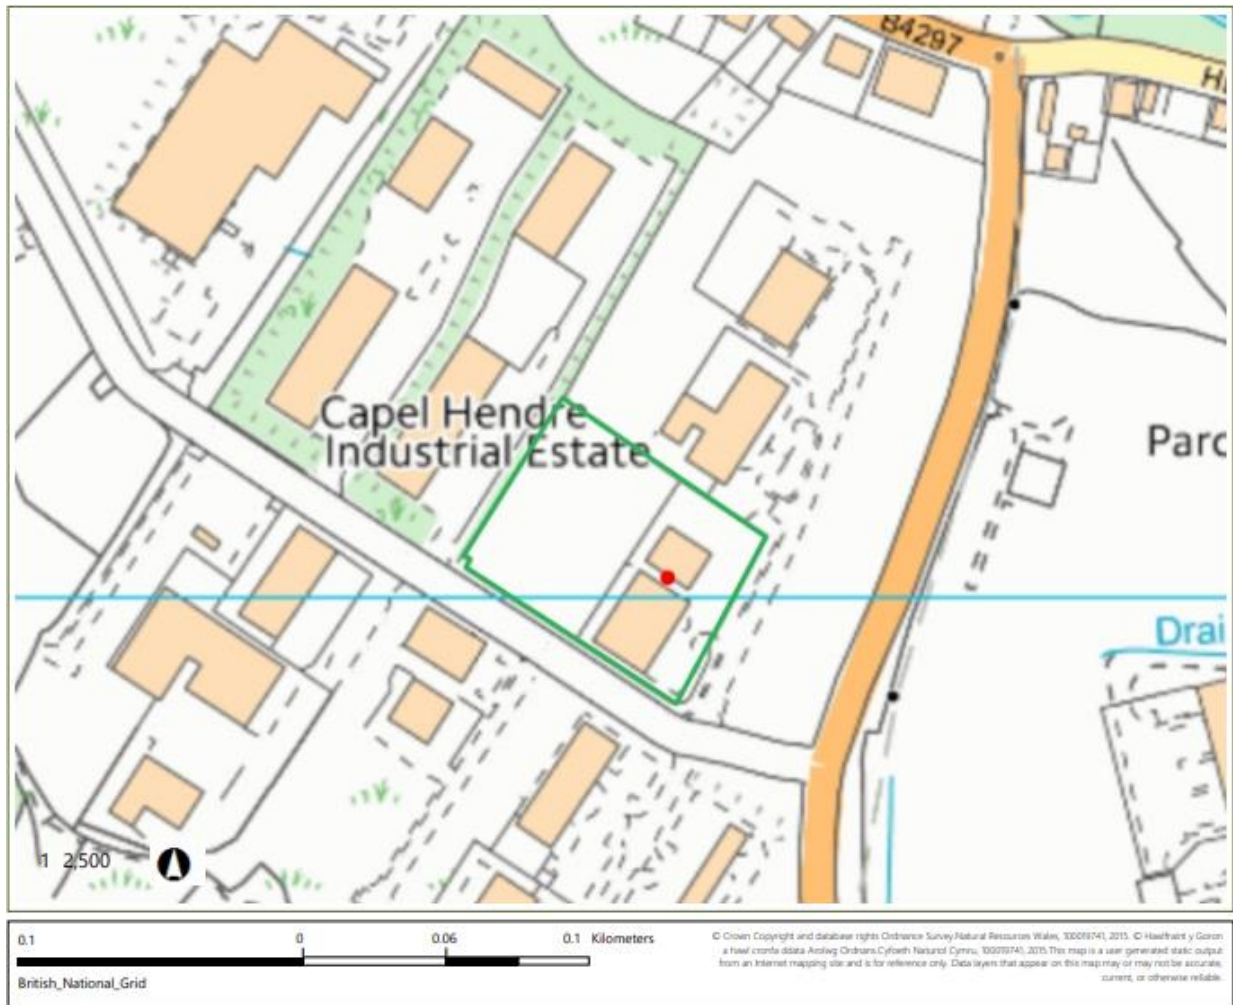 B4297
Hi
Capel Hendre
Industrial Estate
Parc
Drai
1 2,500
0.1 0 0.06 0.1 Kilometers
British_National_Grid
© Crown Copyright and database rights Ordnance Survey.Natural Resources Wales, 100019741, 2015. © Hawlfraint y Goron
a hawl cronfa ddata Arolwg Ordnans.Cyfoeth Naturiol Cymru, 100019741, 2015.This map is a user generated static output
from an Internet mapping site and is for reference only. Data layers that appear on this map may or may not be accurate,
current, or otherwise reliable.